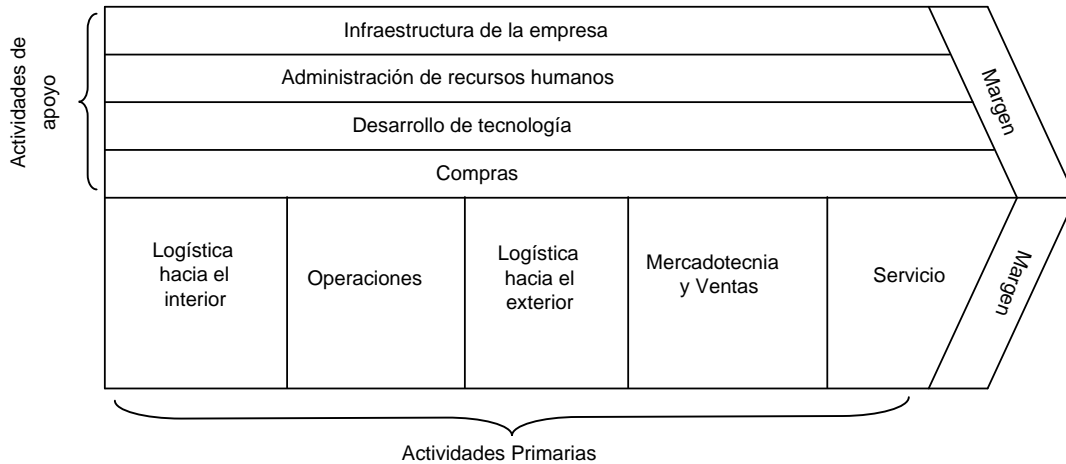 Actividades de
apoyo
Infraestructura de la empresa
Administración de recursos humanos
Desarrollo de tecnología
Compras
Margen
Logística
hacia el
interior
Operaciones
Logística
hacia el
exterior
Mercadotecnia
y Ventas
Servicio
Margen
Actividades Primarias